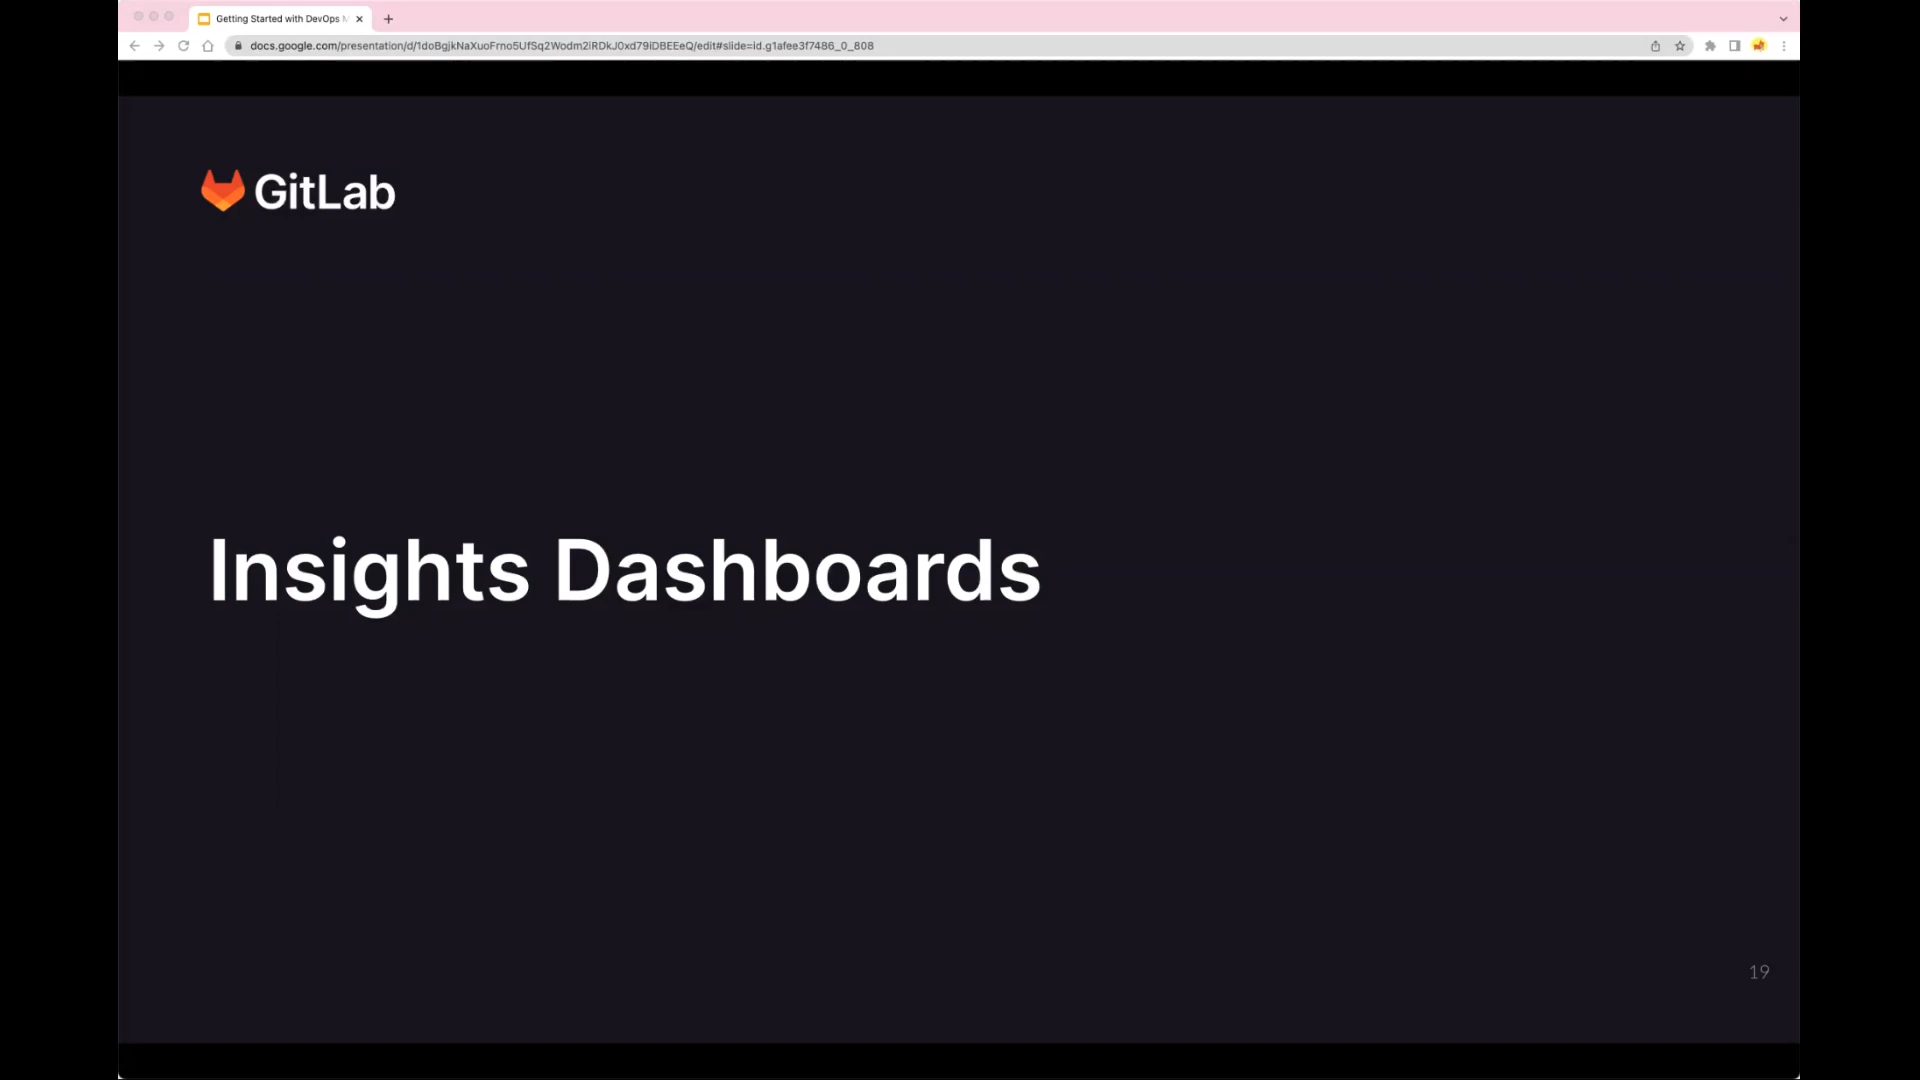 Getting Started with DevOps M
docs.google.com/presentation/d/1doBgjkNaXuoFrno5UfSq2Wodm2iRDkJ0xd79iDBEEeQ/edit#slide=id.g1afee3f7486_0_808
GitLab
Insights Dashboards
19